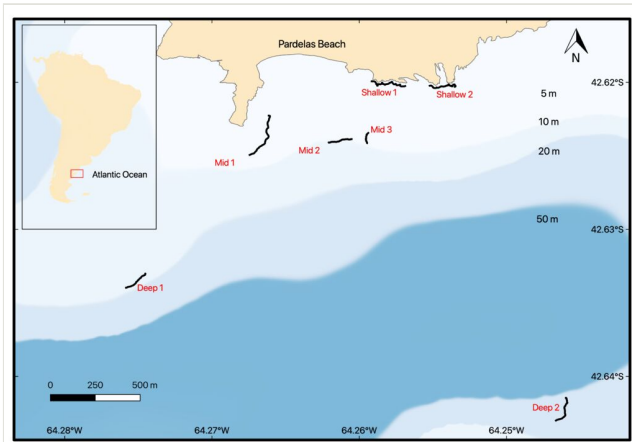 Pardelas Beach
N
42.62°S
Shallow 1
Shallow 2
5 m
10 m
Mid 3
Mid 2
Mid 1
20 m
Atlantic Ocean
50 m
42.63°S
Deep 1
42.64°S
0 250 500 m
Deep 2
64.28°W 64.27°W 64.26°W 64.25°W